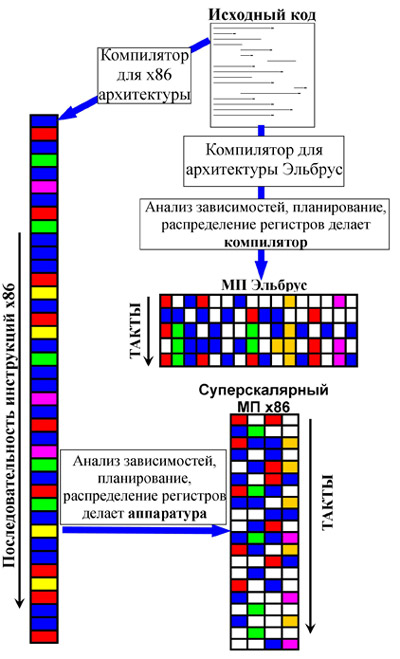 Исходный код
Компилятор
для x86
архитектуры
Компилятор для
архитектуры Эльбрус
Анализ зависимостей, планирование,
распределение регистров делает
компилятор
МП Эльбрус
ТАКТЫ
Последовательность инструкций x86
Суперскалярный
МП x86
Анализ зависимостей,
планирование,
распределение регистров
делает аппаратура
ТАКТЫ